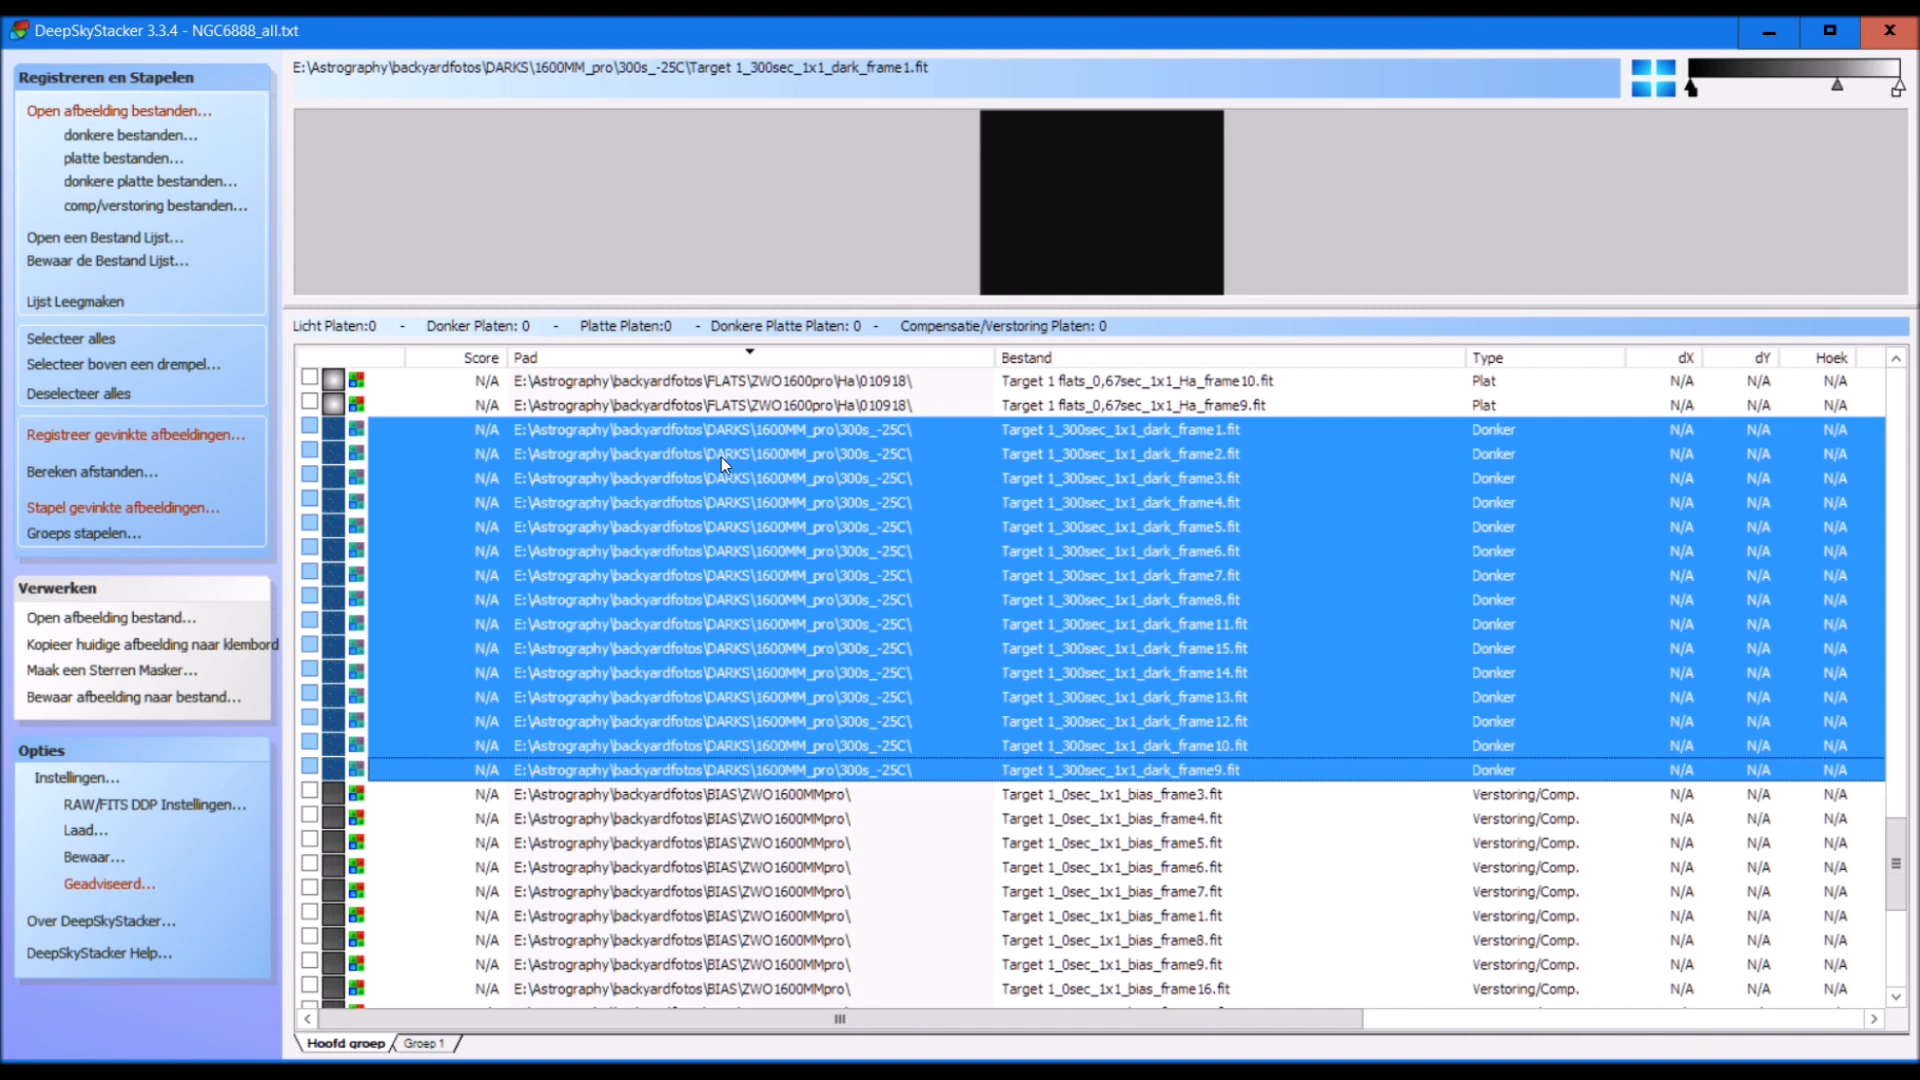 DeepSkyStacker 3.3.4 - NGC6888_all.txt
Registreren en Stapelen
Open afbeelding bestanden...
donkere bestanden...
platte bestanden...
donkere platte bestanden...
comp/verstoring bestanden...
Open een Bestand Lijst...
Bewaar de Bestand Lijst...
Lijst Leegmaken
Selecteer alles
Selecteer boven een drempel...
Deselecteer alles
Registreer gevinkte afbeeldingen...
Bereken afstanden...
Stapel gevinkte afbeeldingen...
Groeps stapelen...
Verwerken
Open afbeelding bestand...
Kopieer huidige afbeelding naar klembord
Maak een Sterren Masker...
Bewaar afbeelding naar bestand...
Opties
Instellingen...
RAW/FITS DDP Instellingen...
Laad...
Bewaar...
Geadviseerd...
Over DeepSkyStacker...
DeepSkyStacker Help...
E:\Astrography\backyardfotos\DARKS\1600MM_pro\300s_-25C\Target 1_300sec_1x1_dark_frame1.fit
Licht Platen:0 - Donker Platen: 0 - Platte Platen:0 - Donkere Platte Platen: 0 - Compensatie/Verstoring Platen: 0
Score Pad Bestand Type dX dY Hoek
N/A E:\Astrography\backyardfotos\FLATS\ZWO1600pro\Ha\010918\ Target 1 flats_0,67sec_1x1_Ha_frame10.fit Plat N/A N/A N/A
N/A E:\Astrography\backyardfotos\FLATS\ZWO1600pro\Ha\010918\ Target 1 flats_0,67sec_1x1_Ha_frame9.fit Plat N/A N/A N/A
N/A E:\Astrography\backyardfotos\DARKS\1600MM_pro\300s_-25C\ Target 1_300sec_1x1_dark_frame1.fit Donker N/A N/A N/A
N/A E:\Astrography\backyardfotos\DARKS\1600MM_pro\300s_-25C\ Target 1_300sec_1x1_dark_frame2.fit Donker N/A N/A N/A
N/A E:\Astrography\backyardfotos\DARKS\1600MM_pro\300s_-25C\ Target 1_300sec_1x1_dark_frame3.fit Donker N/A N/A N/A
N/A E:\Astrography\backyardfotos\DARKS\1600MM_pro\300s_-25C\ Target 1_300sec_1x1_dark_frame4.fit Donker N/A N/A N/A
N/A E:\Astrography\backyardfotos\DARKS\1600MM_pro\300s_-25C\ Target 1_300sec_1x1_dark_frame5.fit Donker N/A N/A N/A
N/A E:\Astrography\backyardfotos\DARKS\1600MM_pro\300s_-25C\ Target 1_300sec_1x1_dark_frame6.fit Donker N/A N/A N/A
N/A E:\Astrography\backyardfotos\DARKS\1600MM_pro\300s_-25C\ Target 1_300sec_1x1_dark_frame7.fit Donker N/A N/A N/A
N/A E:\Astrography\backyardfotos\DARKS\1600MM_pro\300s_-25C\ Target 1_300sec_1x1_dark_frame8.fit Donker N/A N/A N/A
N/A E:\Astrography\backyardfotos\DARKS\1600MM_pro\300s_-25C\ Target 1_300sec_1x1_dark_frame11.fit Donker N/A N/A N/A
N/A E:\Astrography\backyardfotos\DARKS\1600MM_pro\300s_-25C\ Target 1_300sec_1x1_dark_frame15.fit Donker N/A N/A N/A
N/A E:\Astrography\backyardfotos\DARKS\1600MM_pro\300s_-25C\ Target 1_300sec_1x1_dark_frame14.fit Donker N/A N/A N/A
N/A E:\Astrography\backyardfotos\DARKS\1600MM_pro\300s_-25C\ Target 1_300sec_1x1_dark_frame13.fit Donker N/A N/A N/A
N/A E:\Astrography\backyardfotos\DARKS\1600MM_pro\300s_-25C\ Target 1_300sec_1x1_dark_frame12.fit Donker N/A N/A N/A
N/A E:\Astrography\backyardfotos\DARKS\1600MM_pro\300s_-25C\ Target 1_300sec_1x1_dark_frame10.fit Donker N/A N/A N/A
N/A E:\Astrography\backyardfotos\DARKS\1600MM_pro\300s_-25C\ Target 1_300sec_1x1_dark_frame9.fit Donker N/A N/A N/A
N/A E:\Astrography\backyardfotos\BIAS\ZWO1600MMpro\ Target 1_0sec_1x1_bias_frame3.fit Verstoring/Comp. N/A N/A N/A
N/A E:\Astrography\backyardfotos\BIAS\ZWO1600MMpro\ Target 1_0sec_1x1_bias_frame4.fit Verstoring/Comp. N/A N/A N/A
N/A E:\Astrography\backyardfotos\BIAS\ZWO1600MMpro\ Target 1_0sec_1x1_bias_frame5.fit Verstoring/Comp. N/A N/A N/A
N/A E:\Astrography\backyardfotos\BIAS\ZWO1600MMpro\ Target 1_0sec_1x1_bias_frame6.fit Verstoring/Comp. N/A N/A N/A
N/A E:\Astrography\backyardfotos\BIAS\ZWO1600MMpro\ Target 1_0sec_1x1_bias_frame7.fit Verstoring/Comp. N/A N/A N/A
N/A E:\Astrography\backyardfotos\BIAS\ZWO1600MMpro\ Target 1_0sec_1x1_bias_frame1.fit Verstoring/Comp. N/A N/A N/A
N/A E:\Astrography\backyardfotos\BIAS\ZWO1600MMpro\ Target 1_0sec_1x1_bias_frame8.fit Verstoring/Comp. N/A N/A N/A
N/A E:\Astrography\backyardfotos\BIAS\ZWO1600MMpro\ Target 1_0sec_1x1_bias_frame9.fit Verstoring/Comp. N/A N/A N/A
N/A E:\Astrography\backyardfotos\BIAS\ZWO1600MMpro\ Target 1_0sec_1x1_bias_frame16.fit Verstoring/Comp. N/A N/A N/A
Hoofd groep Groep 1